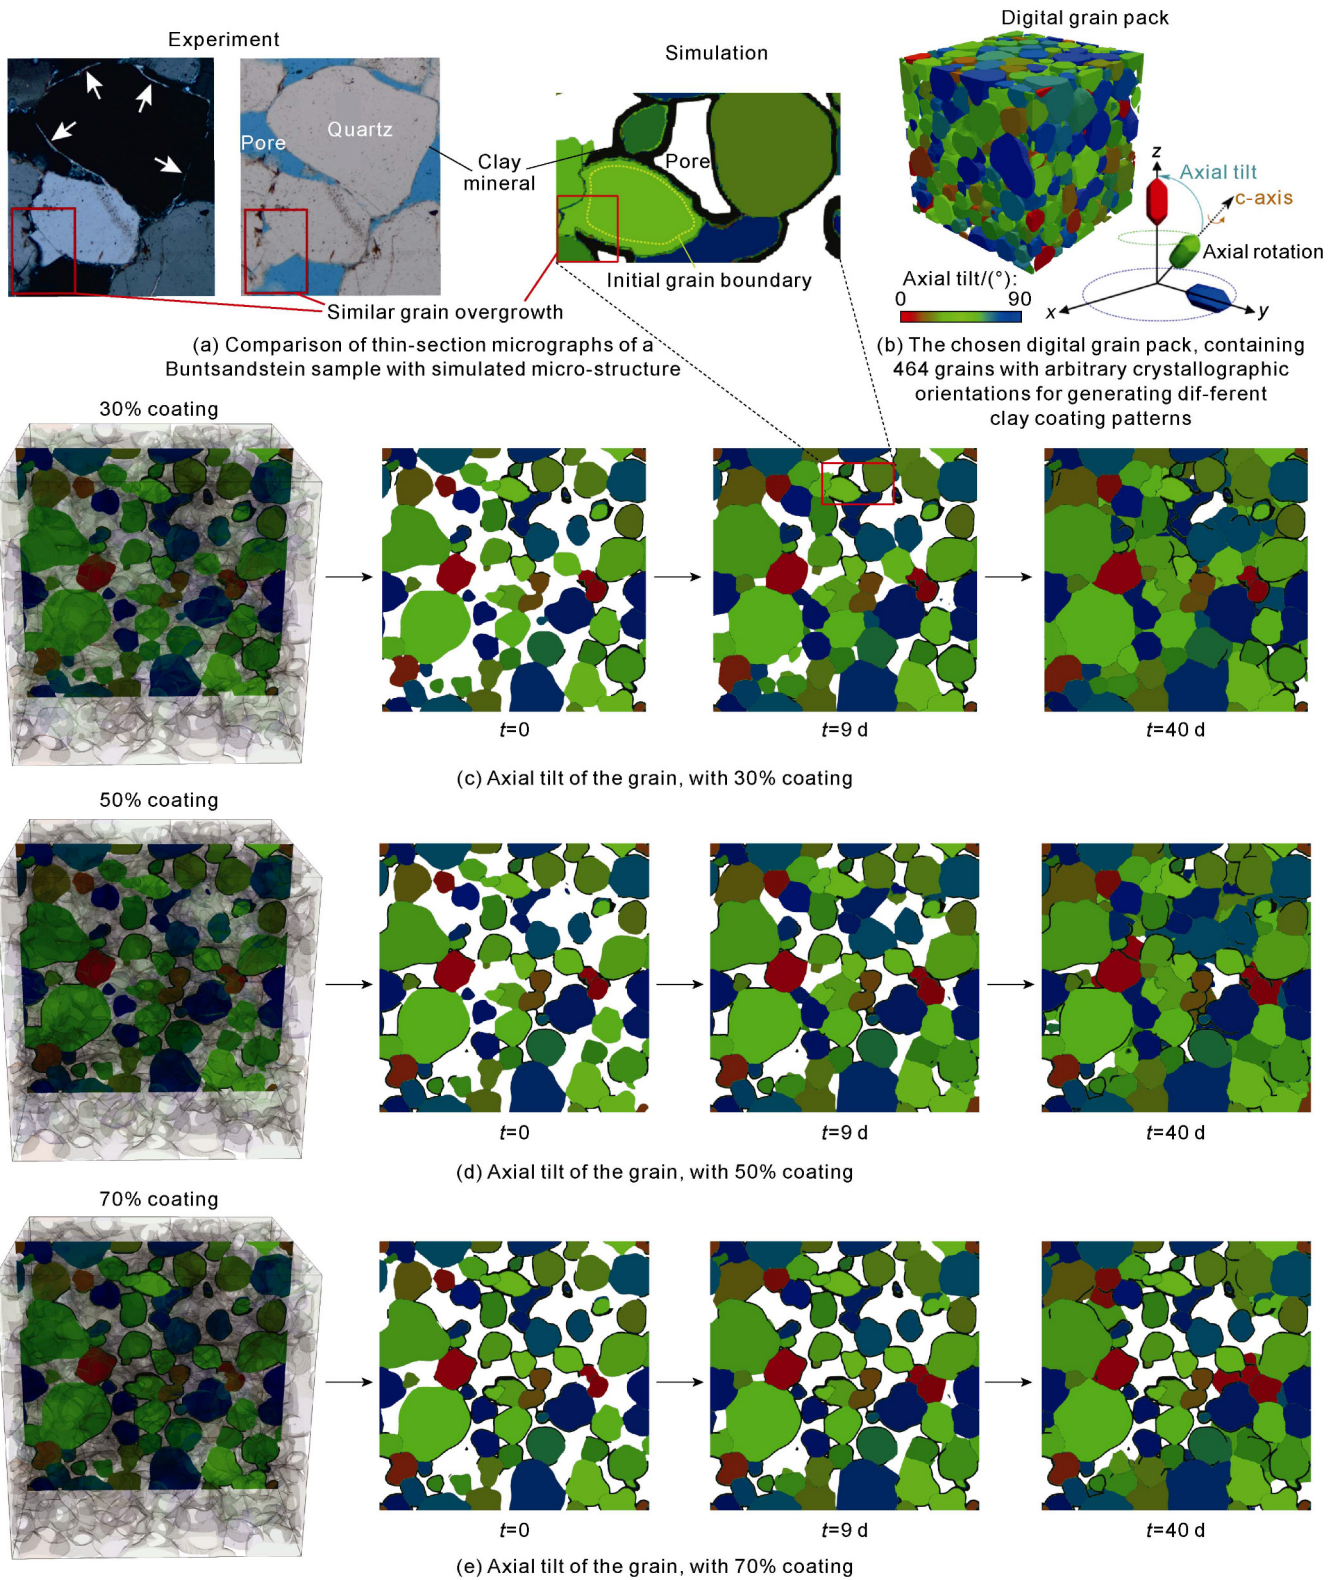 Experiment
Simulation
Digital grain pack
Pore
Quartz
Clay
mineral
Pore
Initial grain boundary
Similar grain overgrowth
z
Axial tilt
c-axis
Axial rotation
Axial tilt/(°):
0
90
x
y
(a) Comparison of thin-section micrographs of a
Buntsandstein sample with simulated micro-structure
(b) The chosen digital grain pack, containing
464 grains with arbitrary crystallographic
orientations for generating dif-ferent
clay coating patterns
30% coating
t=0
t=9 d
t=40 d
(c) Axial tilt of the grain, with 30% coating
50% coating
t=0
t=9 d
t=40 d
(d) Axial tilt of the grain, with 50% coating
70% coating
t=0
t=9 d
t=40 d
(e) Axial tilt of the grain, with 70% coating